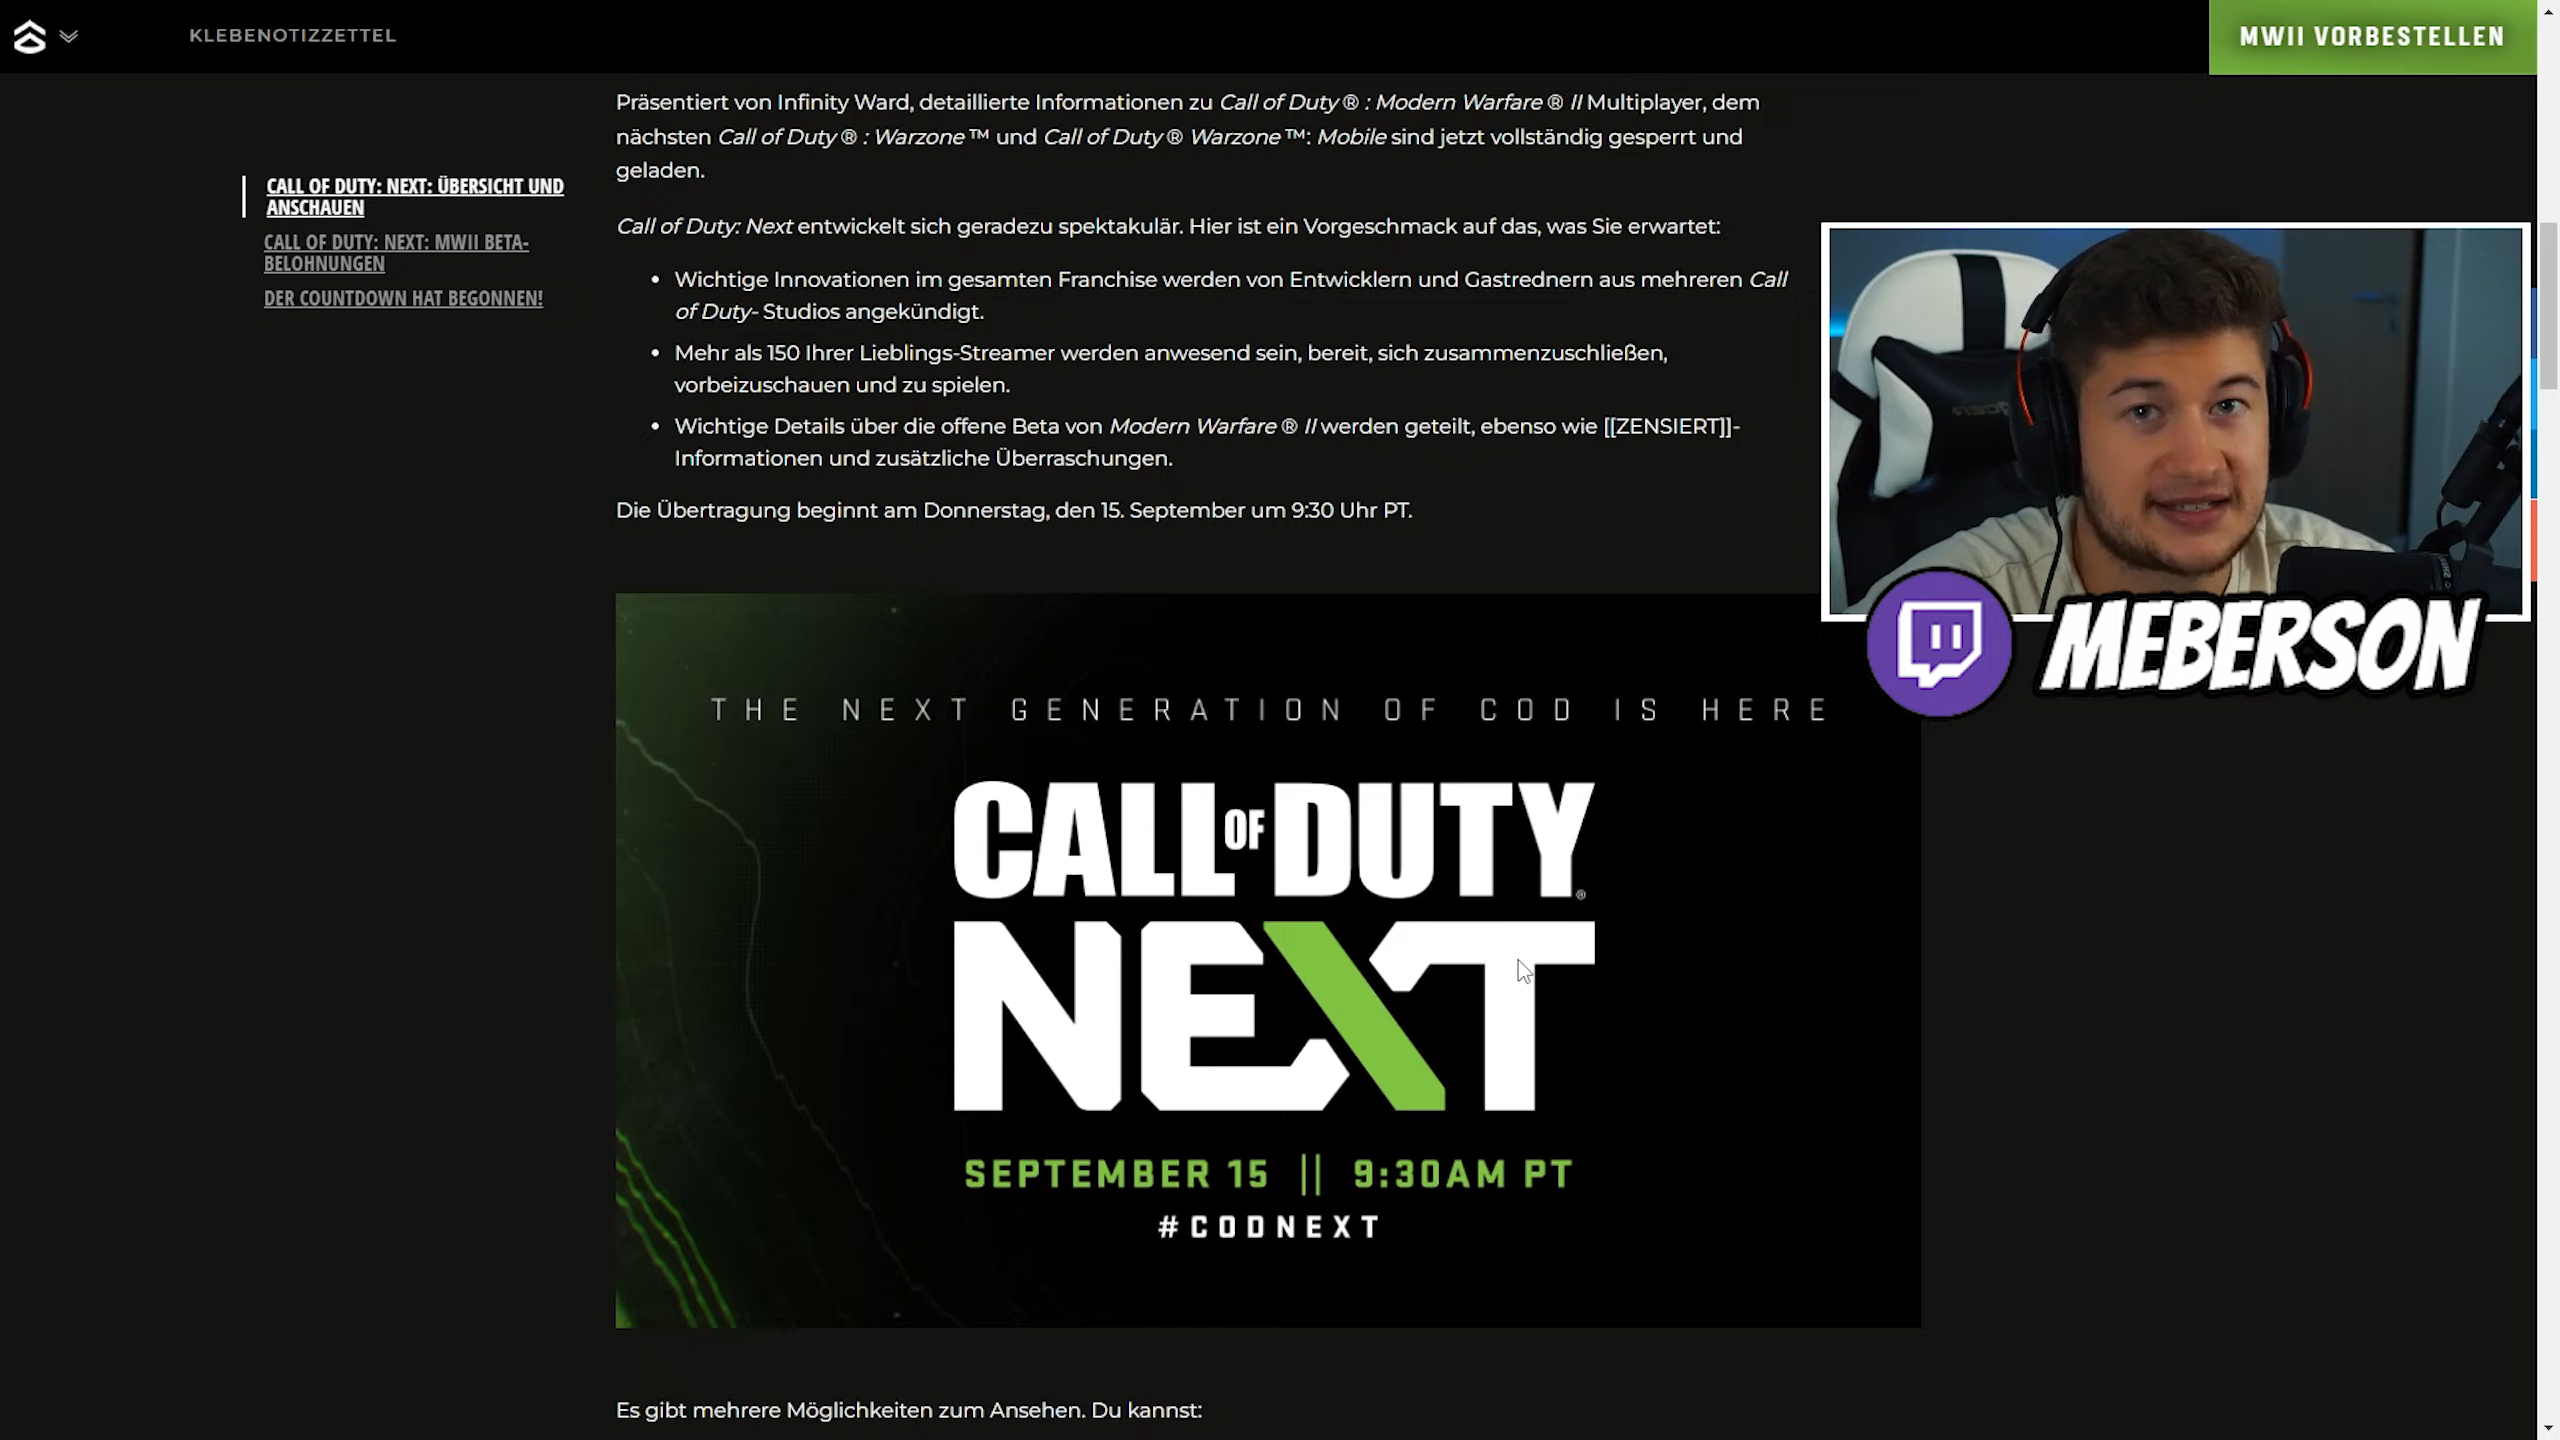 KLEBENOTIZZETTEL
MWII VORBESTELLEN
CALL OF DUTY: NEXT: ÜBERSICHT UND
ANSCHAUEN
CALL OF DUTY: NEXT: MWII BETA-
BELOHNUNGEN
DER COUNTDOWN HAT BEGONNEN!
Präsentiert von Infinity Ward, detaillierte Informationen zu Call of Duty ® : Modern Warfare ® II Multiplayer, dem
nächsten Call of Duty ® : Warzone ™ und Call of Duty ® Warzone ™: Mobile sind jetzt vollständig gesperrt und
geladen.
Call of Duty: Next entwickelt sich geradezu spektakulär. Hier ist ein Vorgeschmack auf das, was Sie erwartet:
• Wichtige Innovationen im gesamten Franchise werden von Entwicklern und Gastrednern aus mehreren Call
of Duty- Studios angekündigt.
• Mehr als 150 Ihrer Lieblings-Streamer werden anwesend sein, bereit, sich zusammenzuschließen,
vorbeizuschauen und zu spielen.
• Wichtige Details über die offene Beta von Modern Warfare ® II werden geteilt, ebenso wie [[ZENSIERT]]-
Informationen und zusätzliche Überraschungen.
Die Übertragung beginnt am Donnerstag, den 15. September um 9:30 Uhr PT.
MEBERSON
THE NEXT GENERATION OF COD IS HERE
CALL OF DUTY®
NEXT
SEPTEMBER 15 || 9:30AM PT
#CODNEXT
Es gibt mehrere Möglichkeiten zum Ansehen. Du kannst: